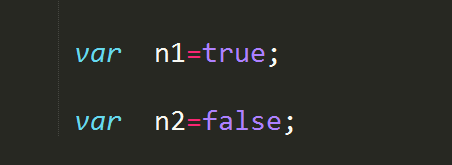 var  n1=true;
var  n2=false;